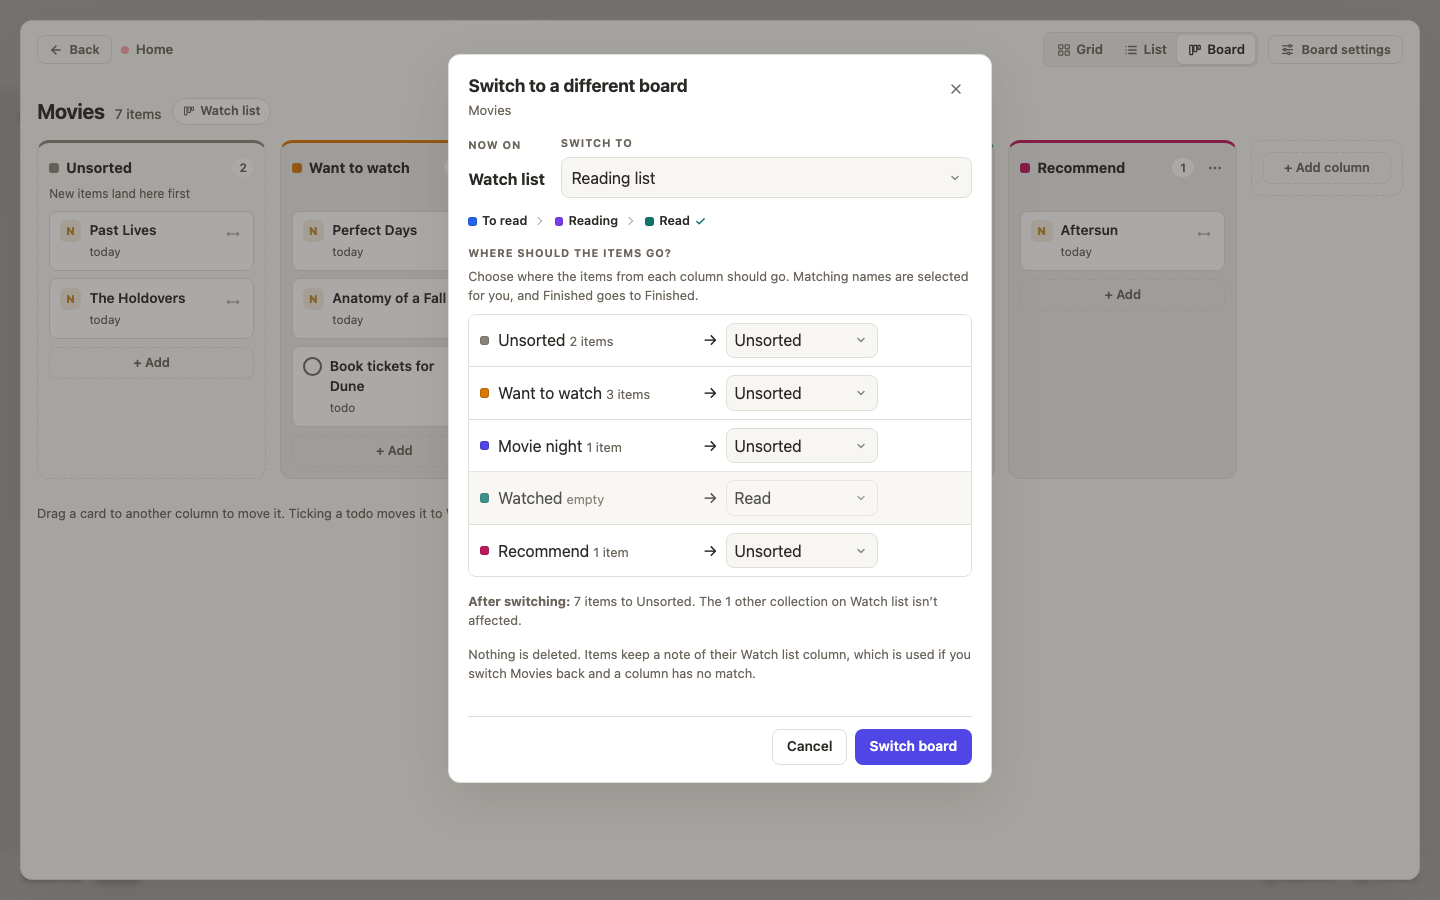 Back
Home
Grid
List
Board
Board settings
Movies 7 items
Watch list
Unsorted 2
New items land here first
N Past Lives
today
N The Holdovers
today
+ Add
Want to watch
N Perfect Days
today
N Anatomy of a Fall
today
Book tickets for
Dune
todo
+ Add
Recommend 1
N Aftersun
today
+ Add
+ Add column
Drag a card to another column to move it. Ticking a todo moves it to
Switch to a different board
Movies
NOW ON
Watch list
SWITCH TO
Reading list
To read > Reading > Read ✓
WHERE SHOULD THE ITEMS GO?
Choose where the items from each column should go. Matching names are selected
for you, and Finished goes to Finished.
Unsorted 2 items → Unsorted
Want to watch 3 items → Unsorted
Movie night 1 item → Unsorted
Watched empty → Read
Recommend 1 item → Unsorted
After switching: 7 items to Unsorted. The 1 other collection on Watch list isn’t
affected.
Nothing is deleted. Items keep a note of their Watch list column, which is used if you
switch Movies back and a column has no match.
Cancel
Switch board